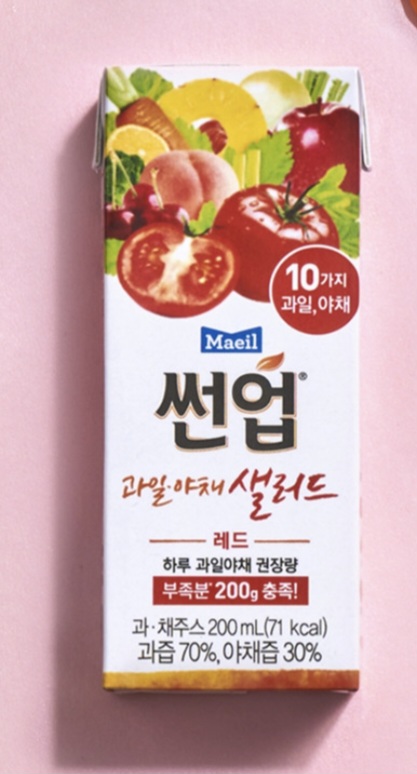 10가지
과일,야채
Maeil
썬업®
과일·야채 샐러드
레드
하루 과일야채 권장량
부족분* 200g 충족!
과·채주스 200 mL(71 kcal)
과즙 70%, 야채즙 30%